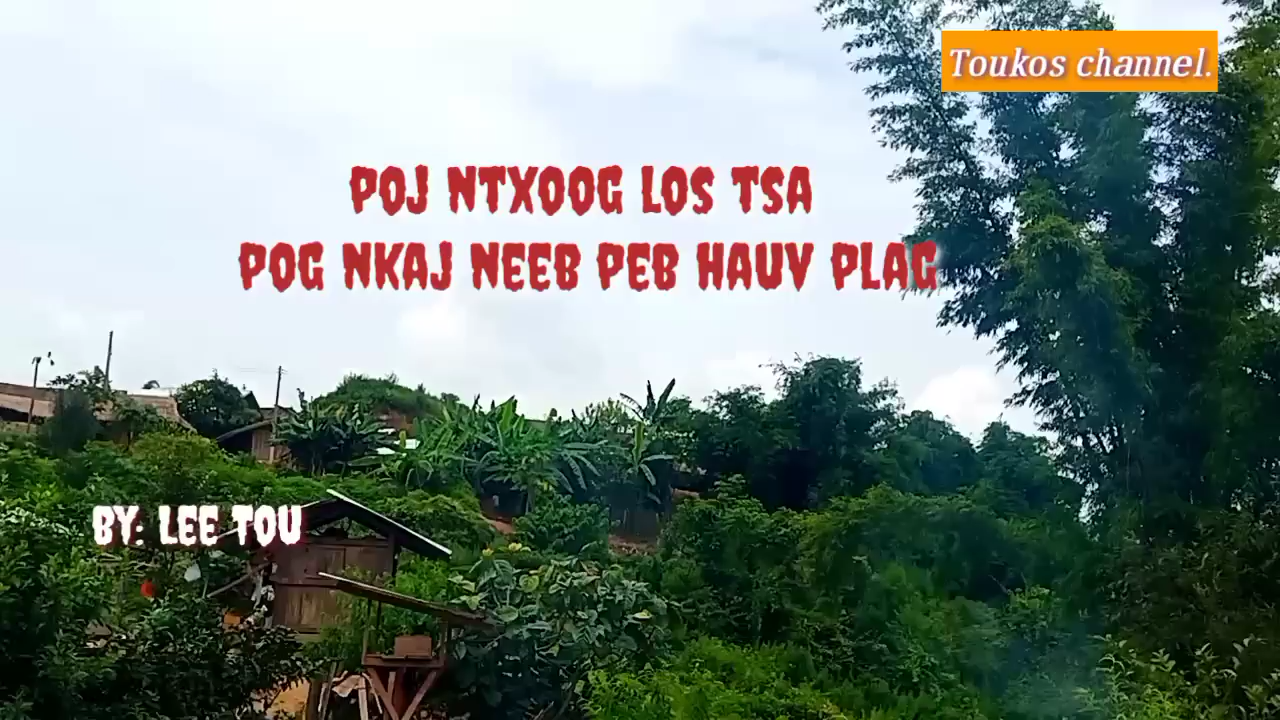 Toukos channel.
POJ NTXOOG LOS TSA
POG NKAJ NEEB PEB HAUV PLAG
BY: LEE TOU